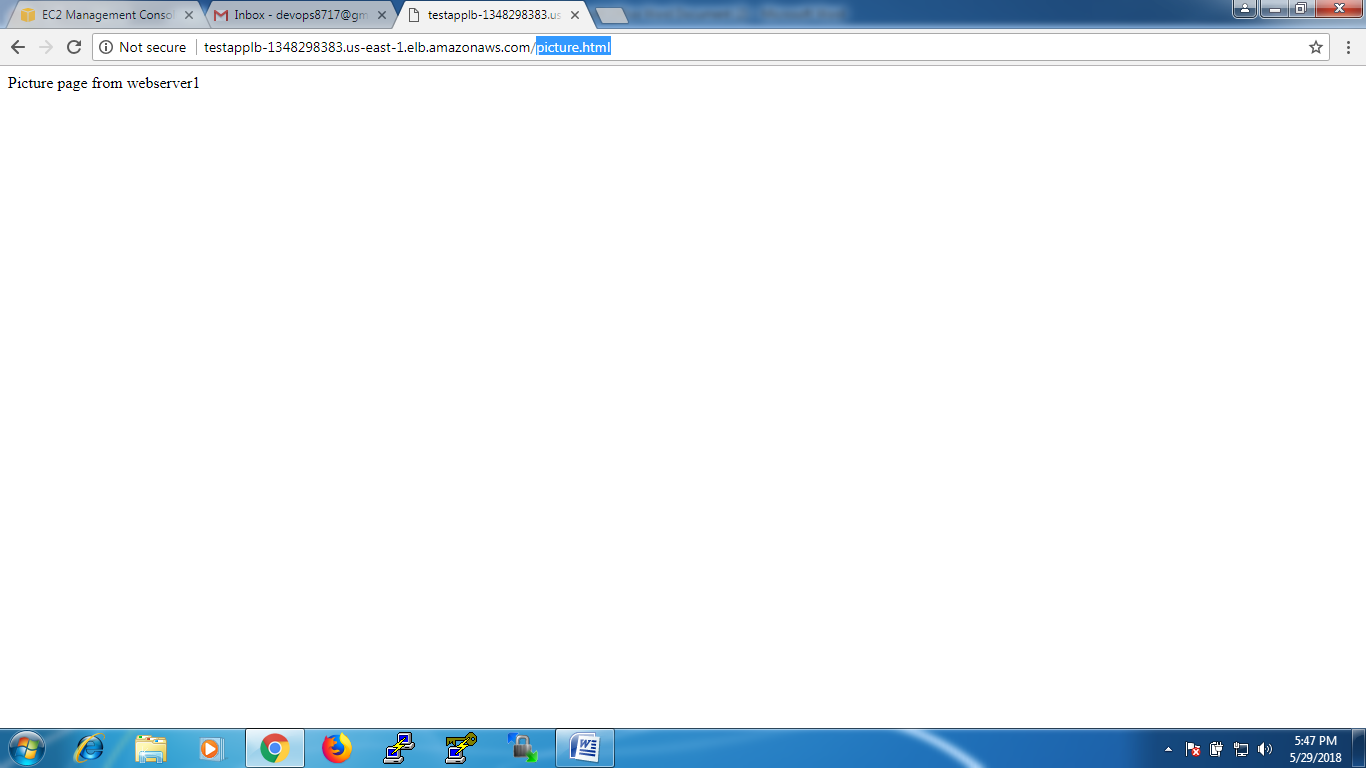 EC2 Management Consol
Inbox - devops8717@gm
testapplb-1348298383.us
Not secure
testapplb-1348298383.us-east-1.elb.amazonaws.com/picture.html
Picture page from webserver1
5:47 PM
5/29/2018